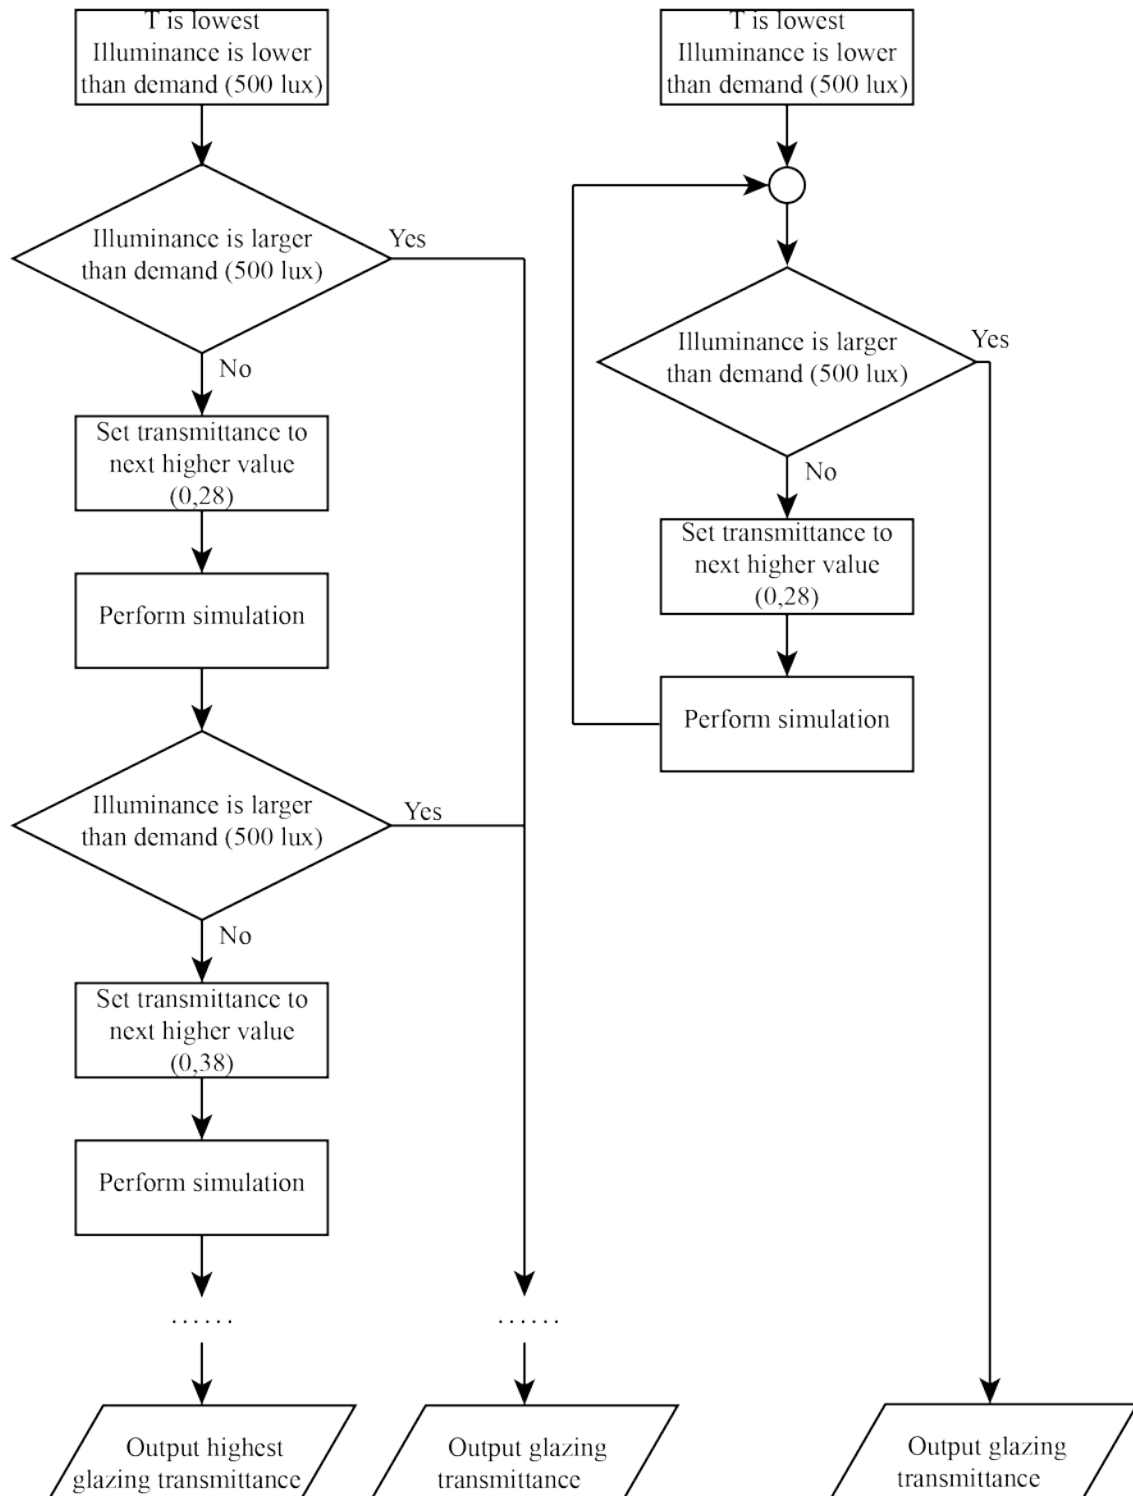 T is lowest
Illuminance is lower
than demand (500 lux)
Illuminance is larger
than demand (500 lux)
Yes
No
Set transmittance to
next higher value
(0,28)
Perform simulation
Illuminance is larger
than demand (500 lux)
Yes
No
Set transmittance to
next higher value
(0,38)
Perform simulation
......
......
Output highest
glazing transmittance
Output glazing
transmittance
T is lowest
Illuminance is lower
than demand (500 lux)
Illuminance is larger
than demand (500 lux)
Yes
No
Set transmittance to
next higher value
(0,28)
Perform simulation
Output glazing
transmittance